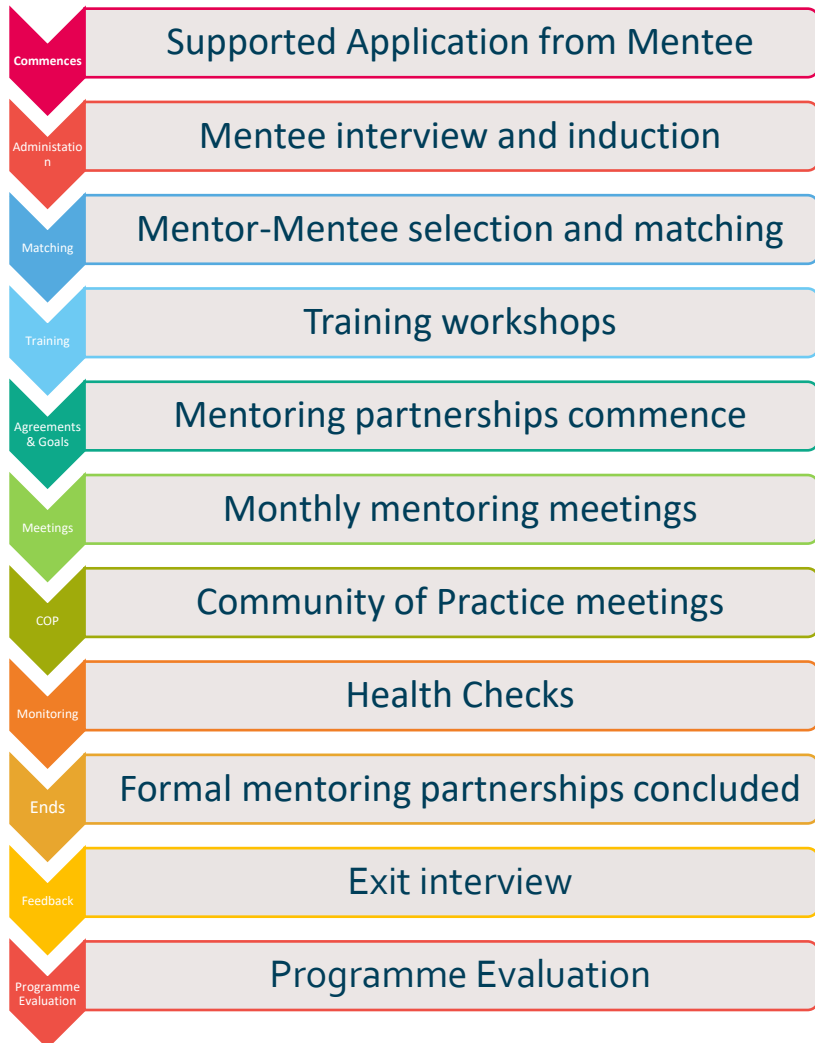 Commences
Supported Application from Mentee
Administatio
n
Mentee interview and induction
Matching
Mentor-Mentee selection and matching
Training
Training workshops
Agreements
& Goals
Mentoring partnerships commence
Meetings
Monthly mentoring meetings
COP
Community of Practice meetings
Monitoring
Health Checks
Ends
Formal mentoring partnerships concluded
Feedback
Exit interview
Programme
Evaluation
Programme Evaluation